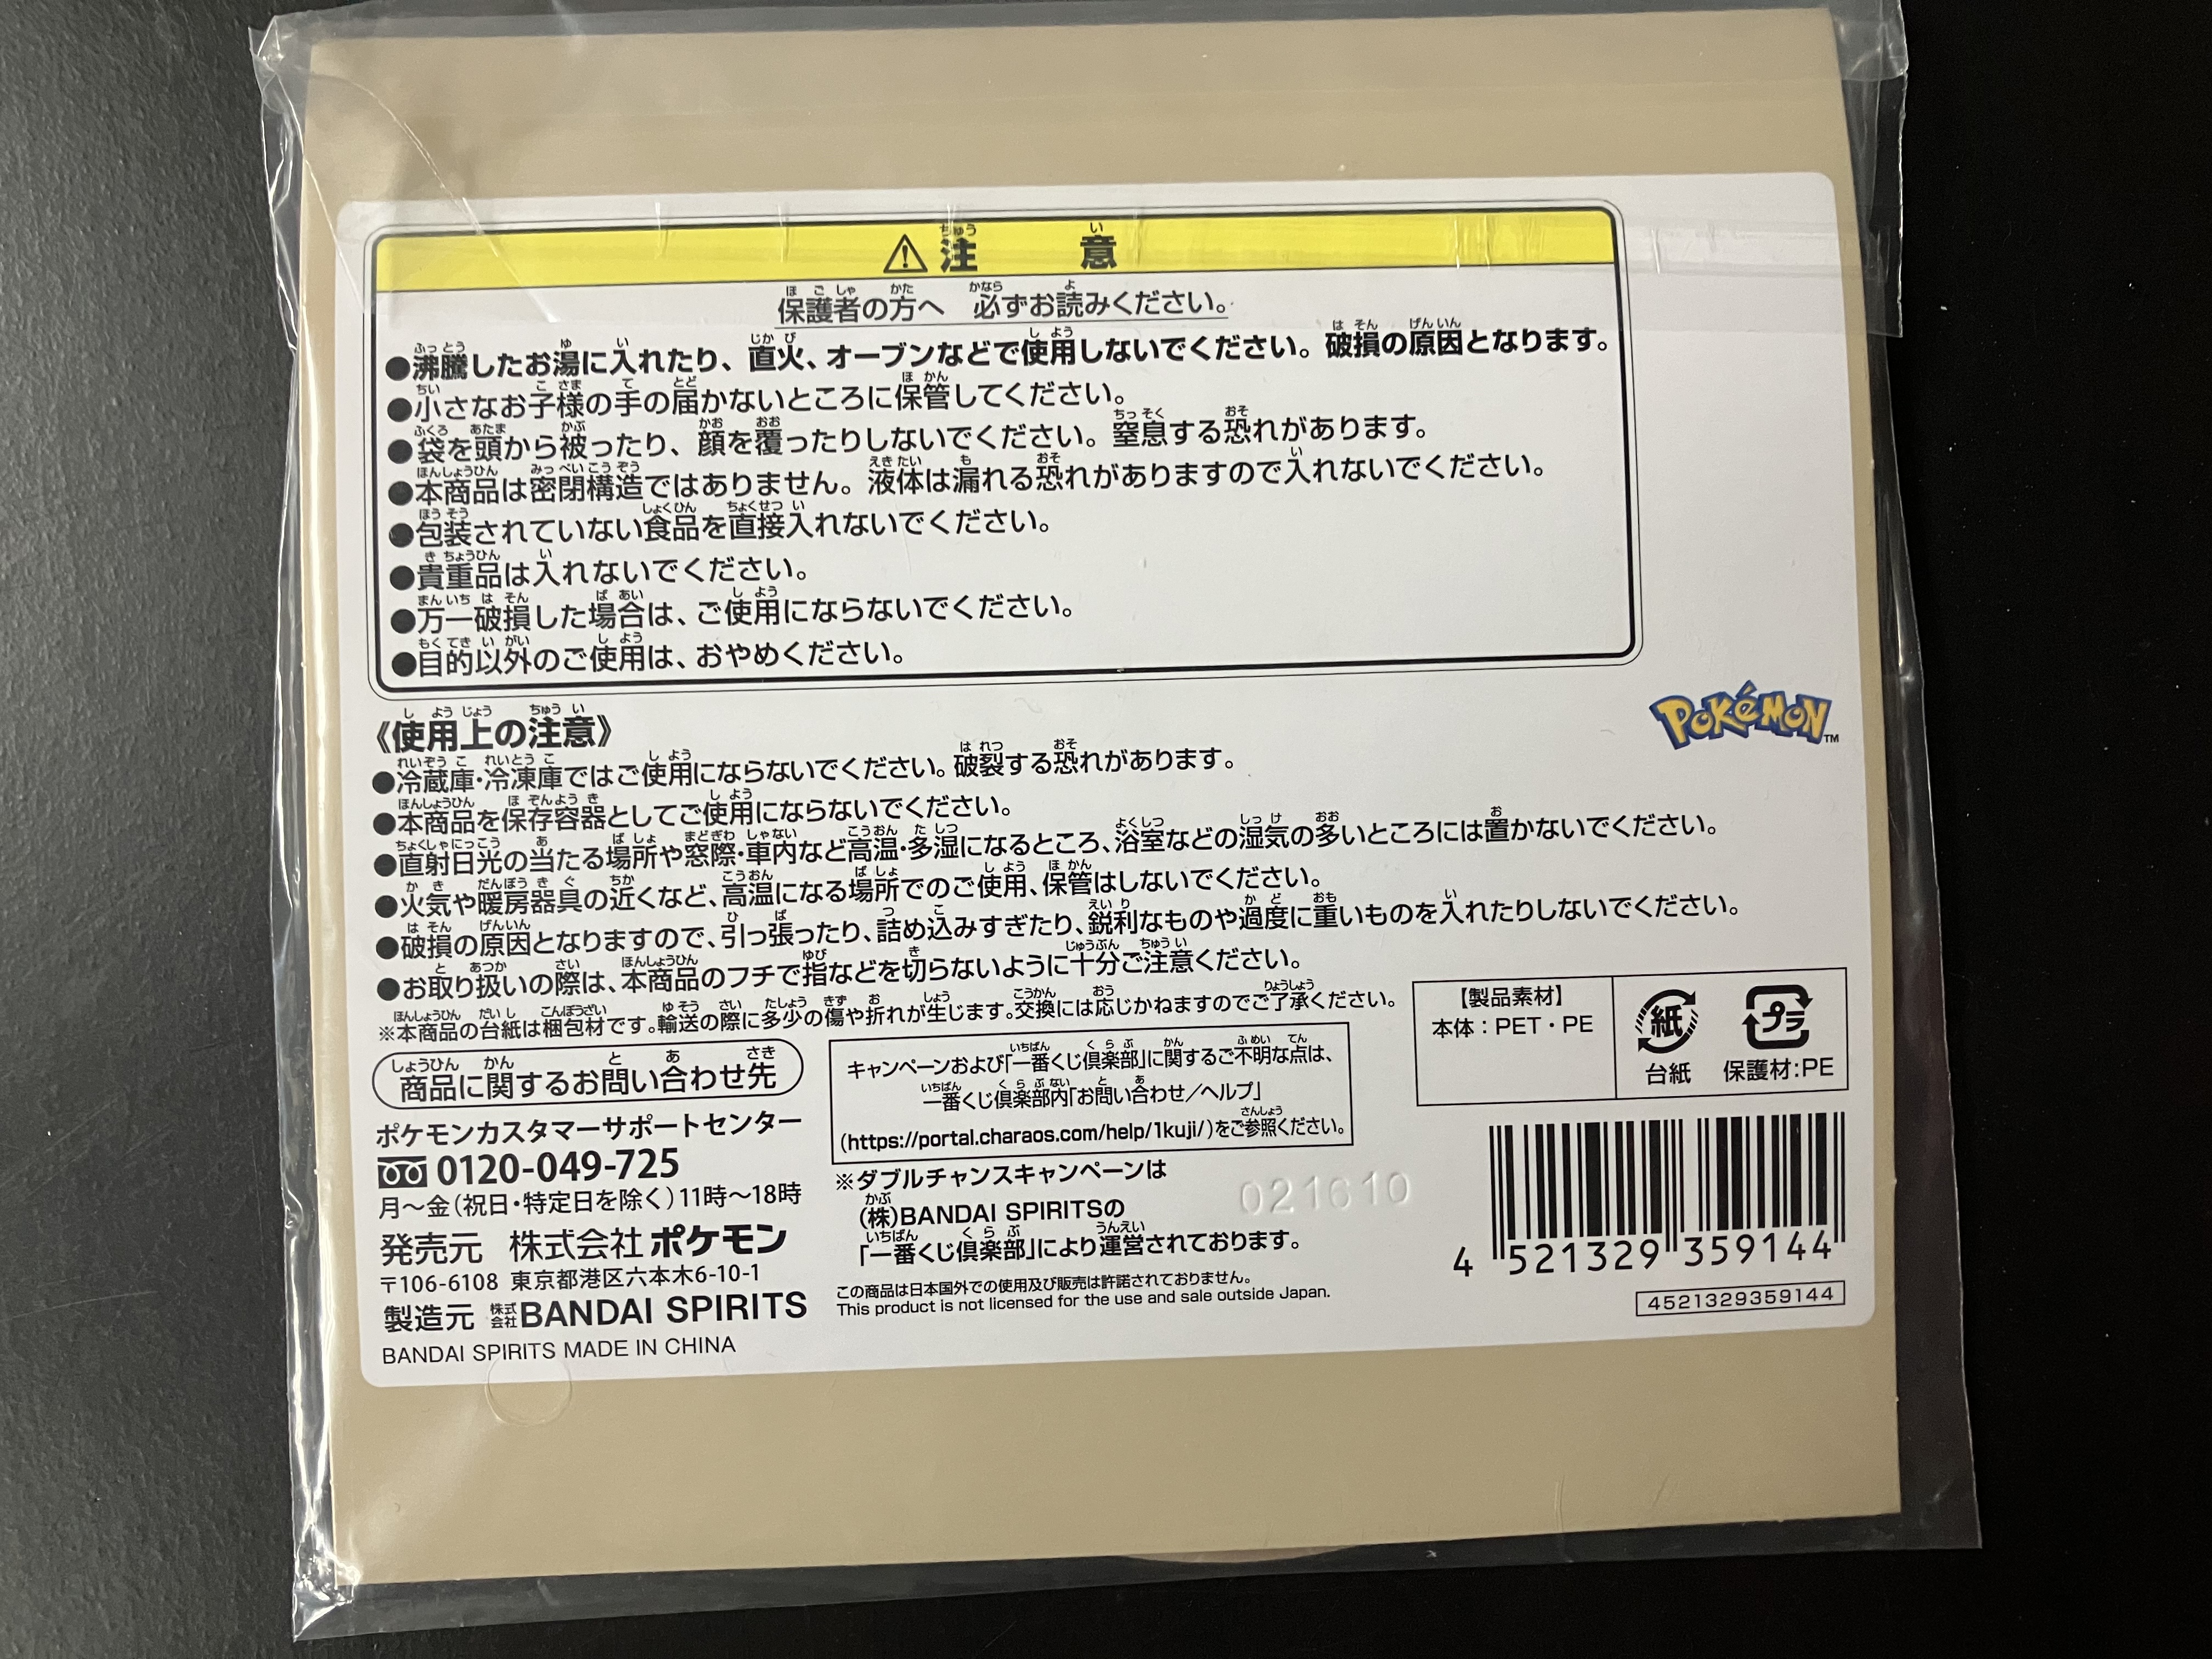 ⚠注　意
保護者の方へ　必ずお読みください。
●沸騰したお湯に入れたり、直火、オーブンなどで使用しないでください。破損の原因となります。
●小さなお子様の手の届かないところに保管してください。
●袋を頭から被ったり、顔を覆ったりしないでください。窒息する恐れがあります。
●本商品は密閉構造ではありません。液体は漏れる恐れがありますので入れないでください。
●包装されていない食品を直接入れないでください。
●貴重品は入れないでください。
●万一破損した場合は、ご使用にならないでください。
●目的以外のご使用は、おやめください。
POKéMON™
《使用上の注意》
●冷蔵庫・冷凍庫ではご使用にならないでください。破裂する恐れがあります。
●本商品を保存容器としてご使用にならないでください。
●直射日光の当たる場所や窓際・車内など高温・多湿になるところ、浴室などの湿気の多いところには置かないでください。
●火気や暖房器具の近くなど、高温になる場所でのご使用、保管はしないでください。
●破損の原因となりますので、引っ張ったり、詰め込みすぎたり、鋭利なものや過度に重いものを入れたりしないでください。
●お取り扱いの際は、本商品のフチで指などを切らないように十分ご注意ください。
※本商品の台紙は梱包材です。輸送の際に多少の傷や折れが生じます。交換には応じかねますのでご了承ください。
商品に関するお問い合わせ先
ポケモンカスタマーサポートセンター
0120-049-725
月～金（祝日・特定日を除く）11時～18時
発売元　株式会社ポケモン
〒106-6108 東京都港区六本木6-10-1
製造元 株式会社BANDAI SPIRITS
BANDAI SPIRITS MADE IN CHINA
キャンペーンおよび「一番くじ倶楽部」に関するご不明な点は、
一番くじ倶楽部内「お問い合わせ／ヘルプ」
(https://portal.charaos.com/help/1kuji/)をご参照ください。
※ダブルチャンスキャンペーンは
(株)BANDAI SPIRITSの
「一番くじ倶楽部」により運営されております。
この商品は日本国外での使用及び販売は許諾されておりません。
This product is not licensed for the use and sale outside Japan.
021610
【製品素材】
本体：PET・PE
紙
台紙
プラ
保護材：PE
4 521329 359144
4521329359144